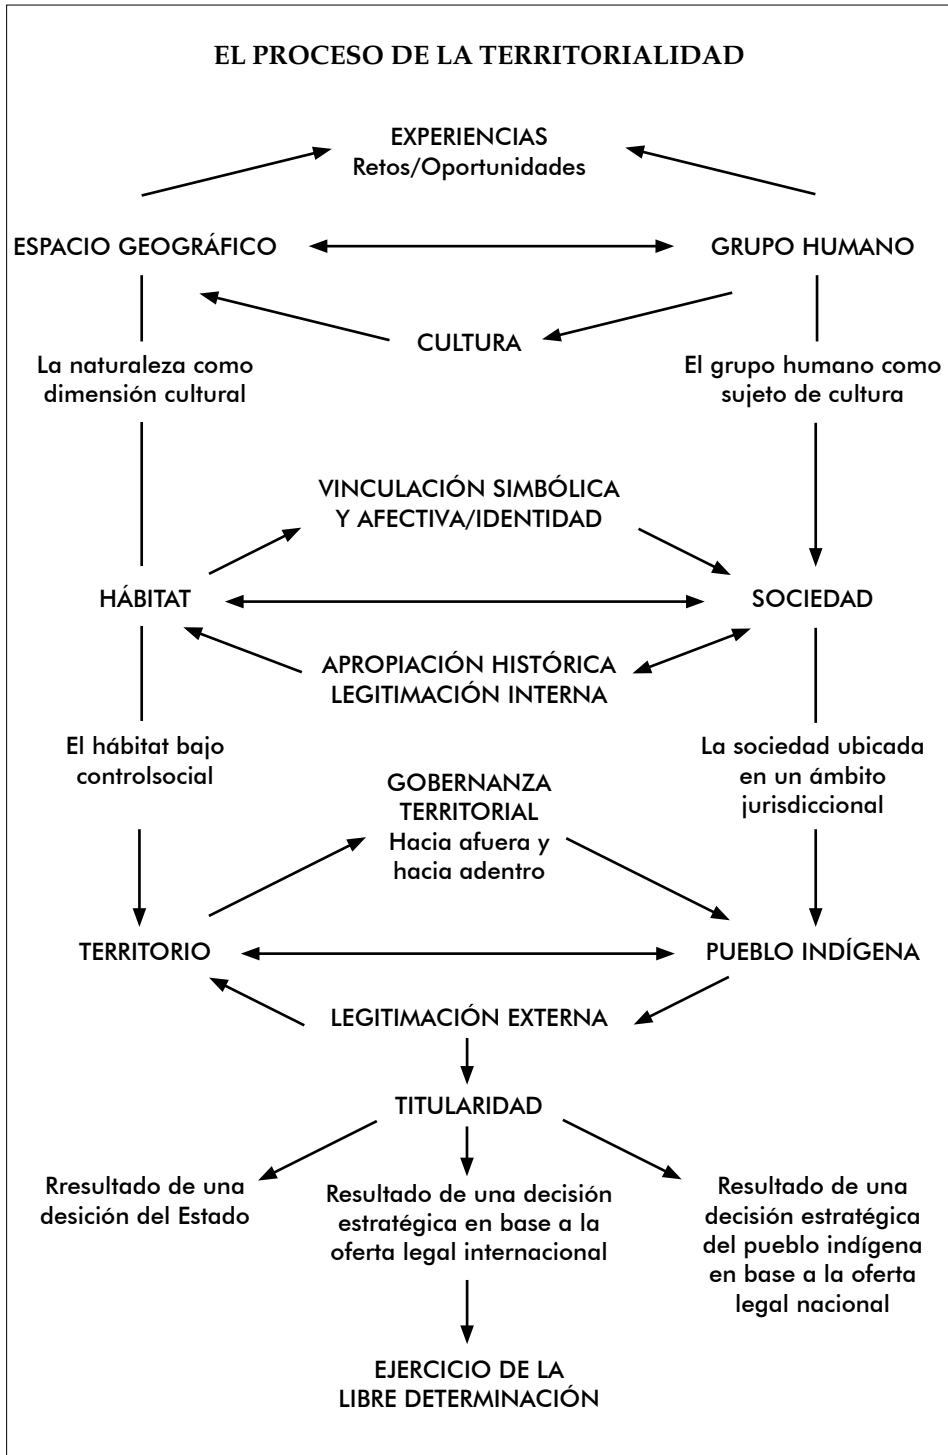 EL PROCESO DE LA TERRITORIALIDAD
EXPERIENCIAS
Retos/Oportunidades
ESPACIO GEOGRÁFICO
GRUPO HUMANO
CULTURA
La naturaleza como
dimensión cultural
El grupo humano como
sujeto de cultura
VINCULACIÓN SIMBÓLICA
Y AFECTIVA/IDENTIDAD
HÁBITAT
SOCIEDAD
APROPIACIÓN HISTÓRICA
LEGITIMACIÓN INTERNA
El hábitat bajo
controlsocial
La sociedad ubicada
en un ámbito
jurisdiccional
GOBERNANZA
TERRITORIAL
Hacia afuera y
hacia adentro
TERRITORIO
PUEBLO INDÍGENA
LEGITIMACIÓN EXTERNA
TITULARIDAD
Rresultado de una
desición del Estado
Resultado de una decisión
estratégica en base a la
oferta legal internacional
Resultado de una
decisión estratégica
del pueblo indígena
en base a la oferta
legal nacional
EJERCICIO DE LA
LIBRE DETERMINACIÓN